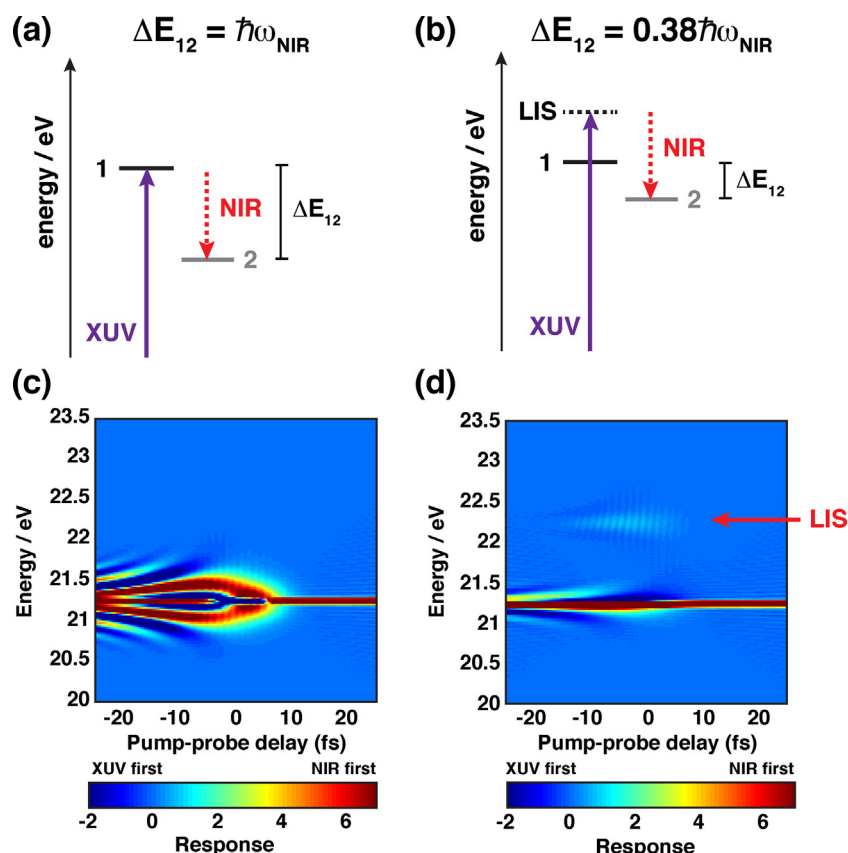 (a) ΔE₁₂ = ℏω_NIR
energy / eV
1
NIR
ΔE₁₂
2
XUV
(b) ΔE₁₂ = 0.38ℏω_NIR
energy / eV
LIS
NIR
1
ΔE₁₂
2
XUV
(c)
23.5
23
22.5
22
21.5
21
20.5
20
Energy / eV
-20 -10 0 10 20
Pump-probe delay (fs)
XUV first NIR first
-2 0 2 4 6
Response
(d)
23.5
23
22.5
22
21.5
21
20.5
20
Energy / eV
LIS
-20 -10 0 10 20
Pump-probe delay (fs)
XUV first NIR first
-2 0 2 4 6
Response